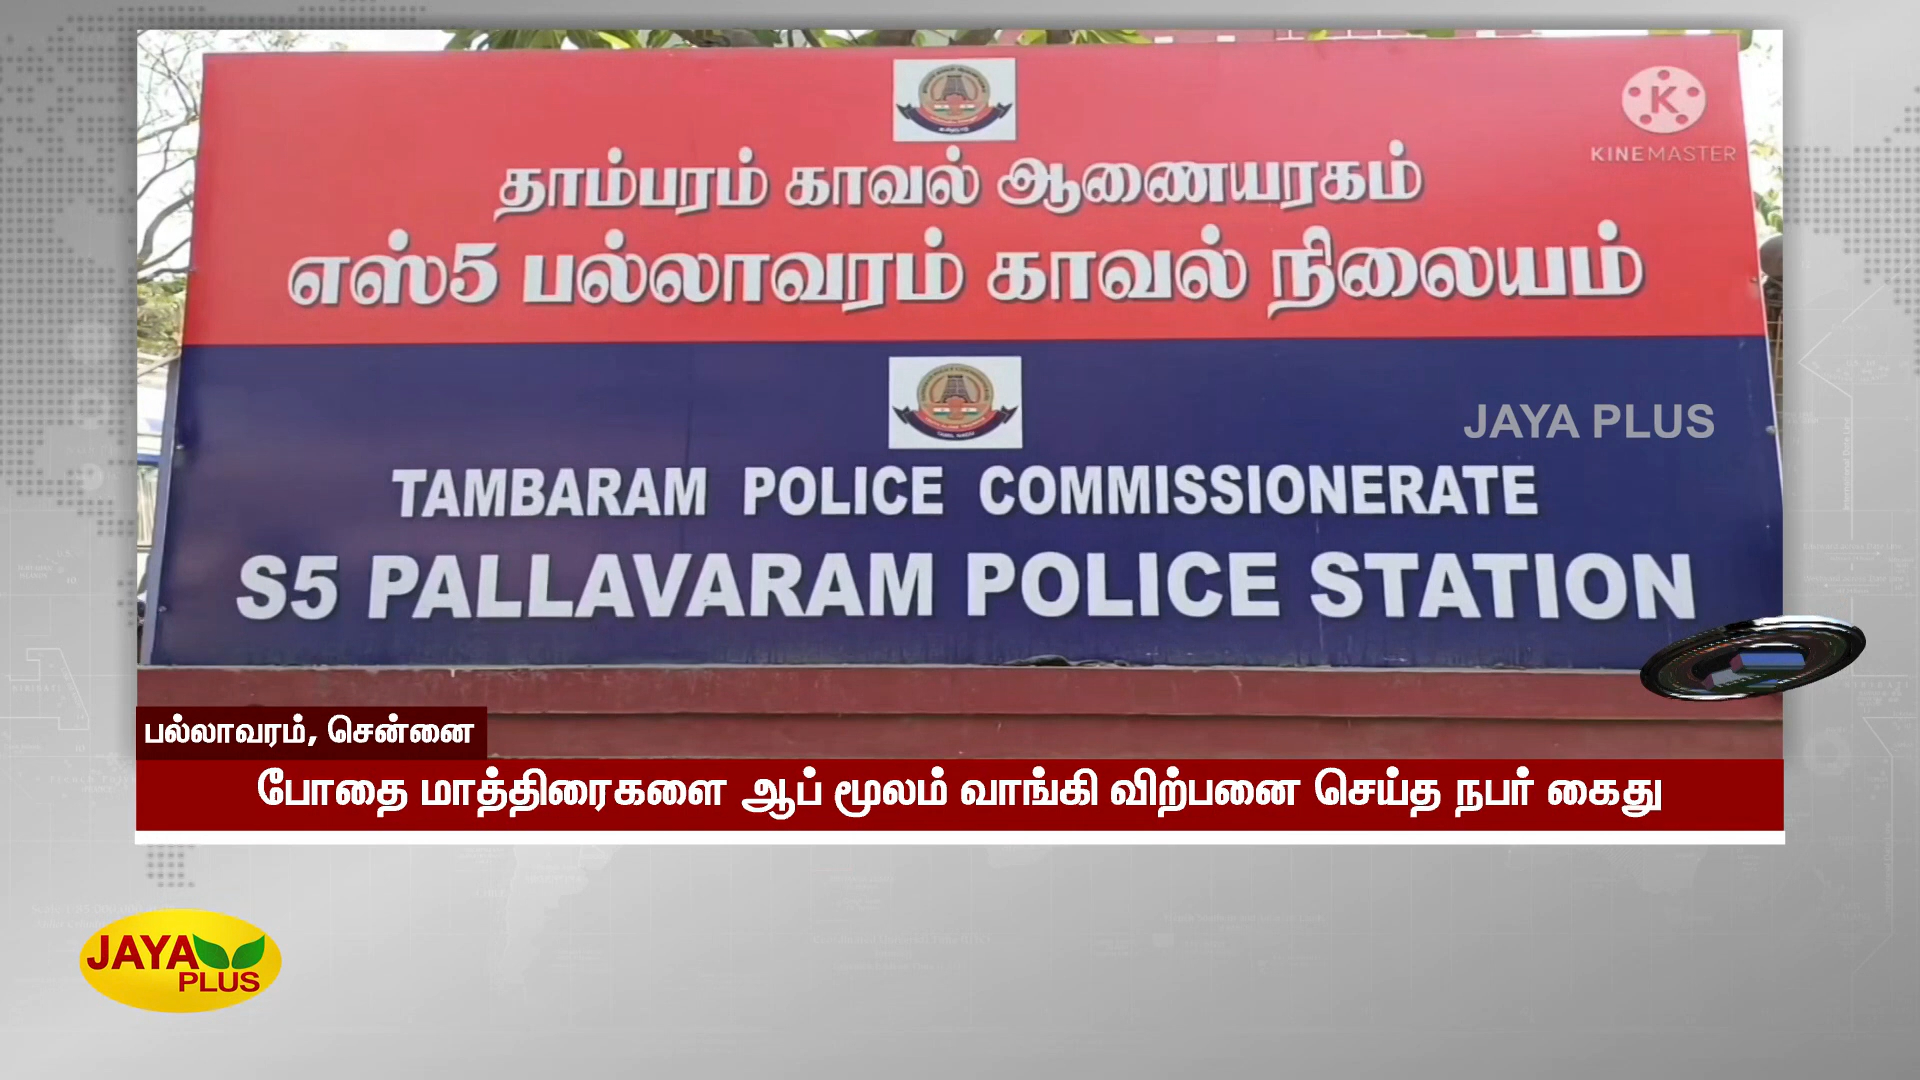 KINEMASTER
தாம்பரம் காவல் ஆணையரகம்
எஸ்5 பல்லாவரம் காவல் நிலையம்
JAYA PLUS
TAMBARAM POLICE COMMISSIONERATE
S5 PALLAVARAM POLICE STATION
பல்லாவரம், சென்னை
போதை மாத்திரைகளை ஆப் மூலம் வாங்கி விற்பனை செய்த நபர் கைது
JAYA
PLUS